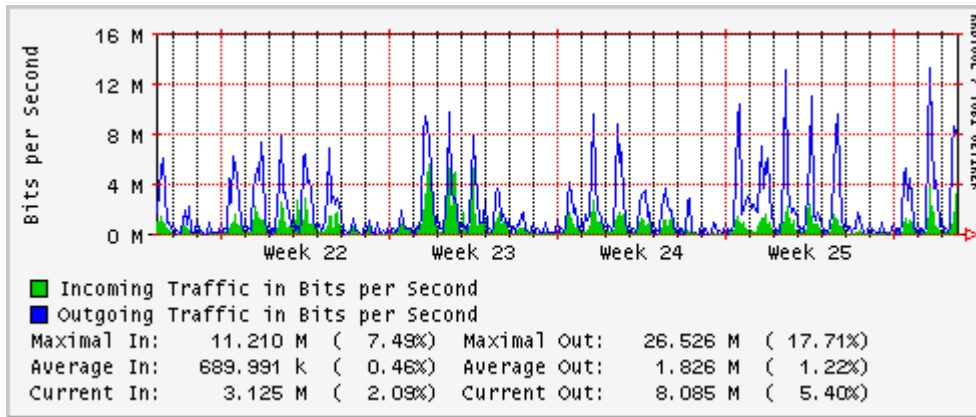 16 M
12 M
8 M
4 M
0 M
Bits per Second
Week 22 Week 23 Week 24 Week 25
Incoming Traffic in Bits per Second
Outgoing Traffic in Bits per Second
Maximal In: 11.210 M ( 7.49%) Maximal Out: 26.526 M ( 17.71%)
Average In: 689.991 k ( 0.46%) Average Out: 1.826 M ( 1.22%)
Current In: 3.125 M ( 2.09%) Current Out: 8.085 M ( 5.40%)